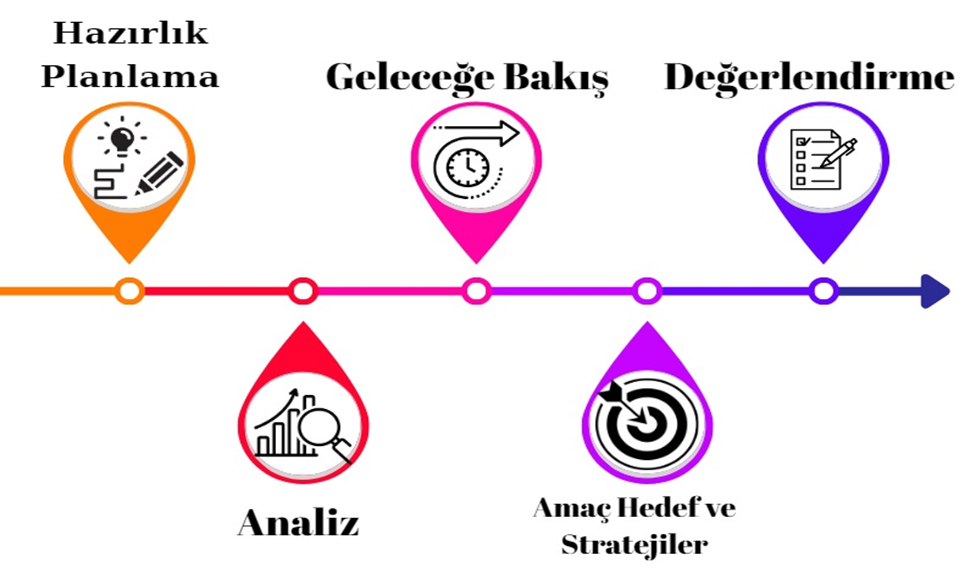 Hazırlık
Planlama
Geleceğe Bakış
Değerlendirme
Analiz
Amaç Hedef ve
Stratejiler